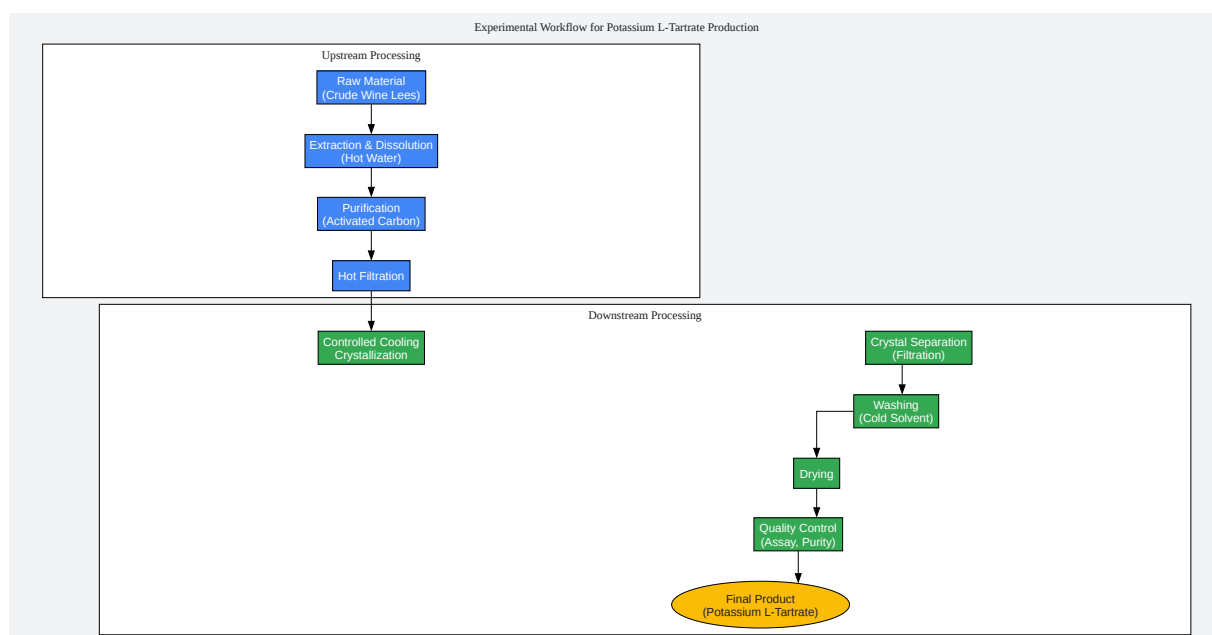 Experimental Workflow for Potassium L-Tartrate Production
Upstream Processing
Raw Material
(Crude Wine Lees)
Extraction & Dissolution
(Hot Water)
Purification
(Activated Carbon)
Hot Filtration
Downstream Processing
Controlled Cooling
Crystallization
Crystal Separation
(Filtration)
Washing
(Cold Solvent)
Drying
Quality Control
(Assay, Purity)
Final Product
(Potassium L-Tartrate)